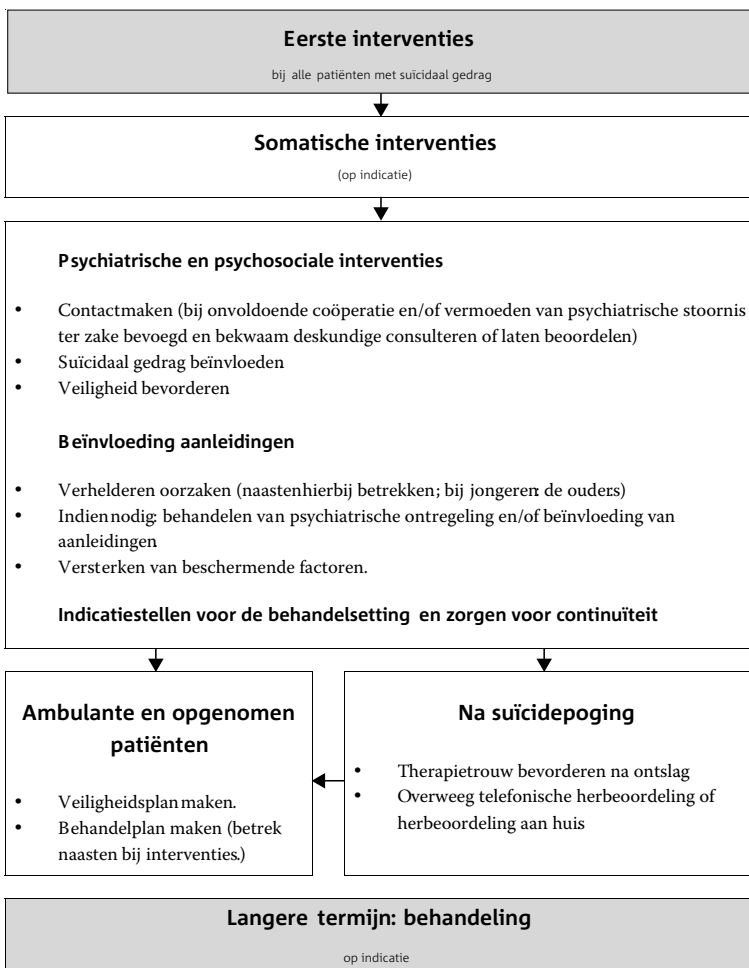 Eerste interventies
bij alle patiënten met suïcidaal gedrag
Somatische interventies
(op indicatie)
Psychiatrische en psychosociale interventies
• Contactmaken (bij onvoldoende coöperatie en/of vermoeden van psychiatrische stoornis
ter zake bevoegd en bekwaam deskundige consulteren of laten beoordelen)
• Suïcidaal gedrag beïnvloeden
• Veiligheid bevorderen
Beïnvloeding aanleidingen
• Verhelderen oorzaken (naasten hierbij betrekken; bij jongeren: de ouders)
• Indien nodig: behandelen van psychiatrische ontregeling en/of beïnvloeding van
aanleidingen
• Versterken van beschermende factoren.
Indicatiestellen voor de behandelsetting en zorgen voor continuïteit
Ambulante en opgenomen
patiënten
• Veiligheidsplan maken.
• Behandelplan maken (betrek
naasten bij interventies.)
Na suïcidepoging
• Therapietrouw bevorderen na ontslag
• Overweeg telefonische herbeoordeling of
herbeoordeling aan huis
Langere termijn: behandeling
op indicatie